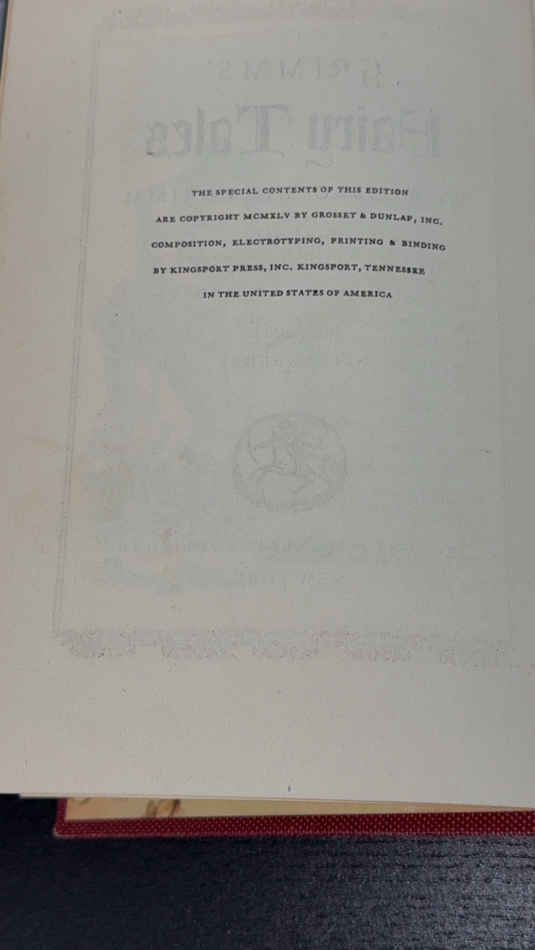 THE SPECIAL CONTENTS OF THIS EDITION
ARE COPYRIGHT MCMXLV BY GROSSET & DUNLAP, INC.
COMPOSITION, ELECTROTYPING, PRINTING & BINDING
BY KINGSPORT PRESS, INC. KINGSPORT, TENNESSEE
IN THE UNITED STATES OF AMERICA